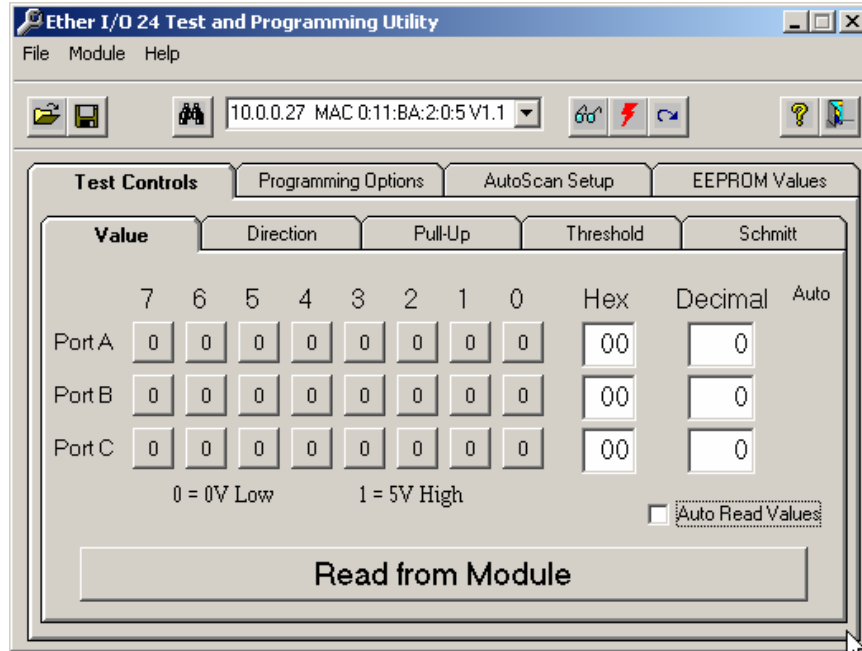 Ether I/O 24 Test and Programming Utility
File Module Help
10.0.0.27 MAC 0:11:BA:2:0:5 V1.1
Test Controls Programming Options AutoScan Setup EEPROM Values
Value Direction Pull-Up Threshold Schmitt
7 6 5 4 3 2 1 0 Hex Decimal Auto
Port A 0 0 0 0 0 0 0 0 00 0
Port B 0 0 0 0 0 0 0 0 00 0
Port C 0 0 0 0 0 0 0 0 00 0
0 = 0V Low 1 = 5V High
Auto Read Values
Read from Module